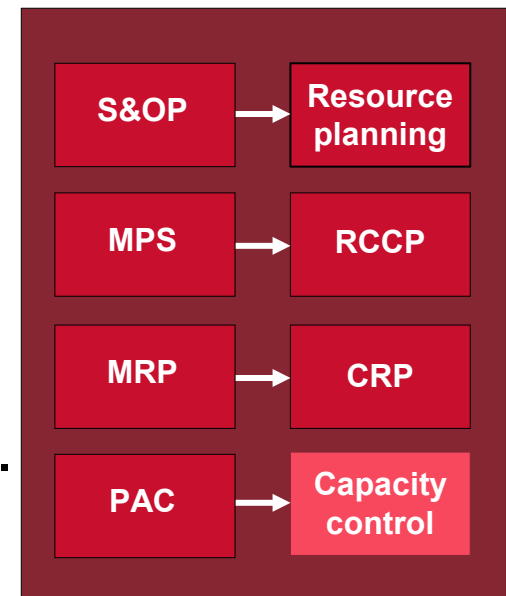 S&OP
Resource
planning
MPS
RCCP
MRP
CRP
.
PAC
Capacity
control